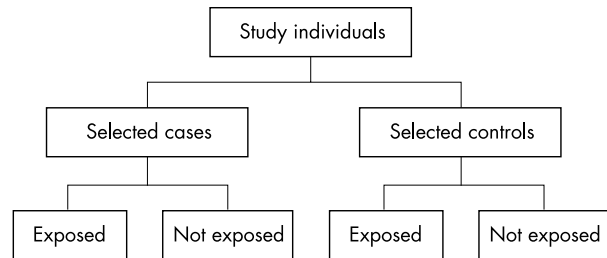 Study individuals
Selected cases
Selected controls
Exposed
Not exposed
Exposed
Not exposed